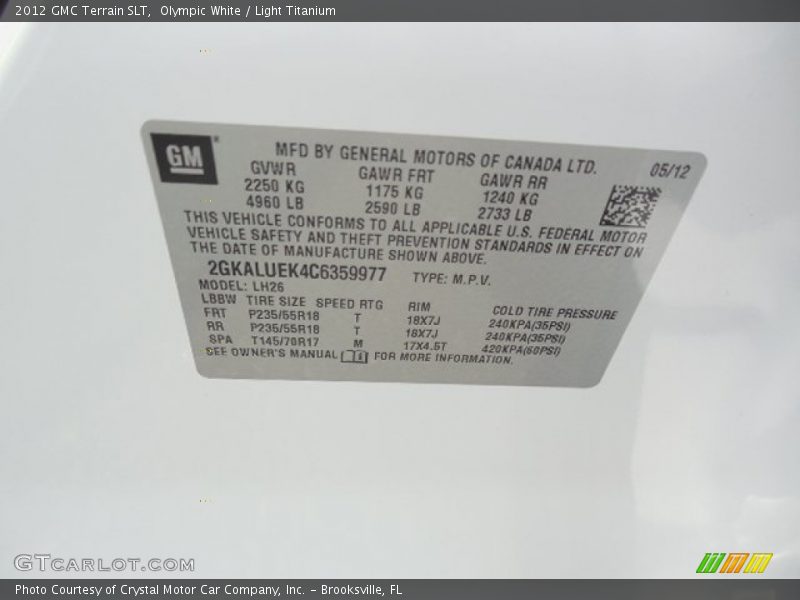 2012 GMC Terrain SLT, Olympic White / Light Titanium
GM
MFD BY GENERAL MOTORS OF CANADA LTD. 05/12
GVWR GAWR FRT GAWR RR
2250 KG 1175 KG 1240 KG
4960 LB 2590 LB 2733 LB
THIS VEHICLE CONFORMS TO ALL APPLICABLE U.S. FEDERAL MOTOR
VEHICLE SAFETY AND THEFT PREVENTION STANDARDS IN EFFECT ON
THE DATE OF MANUFACTURE SHOWN ABOVE.
2GKALUEK4C6359977 TYPE: M.P.V.
MODEL: LH26
LBBW TIRE SIZE SPEED RTG RIM COLD TIRE PRESSURE
FRT P235/55R18 T 18X7J 240KPA(35PSI)
RR P235/55R18 T 18X7J 240KPA(35PSI)
SPA T145/70R17 M 17X4.5T 420KPA(60PSI)
SEE OWNER'S MANUAL FOR MORE INFORMATION.
GTCARLOT.COM
Photo Courtesy of Crystal Motor Car Company, Inc. - Brooksville, FL